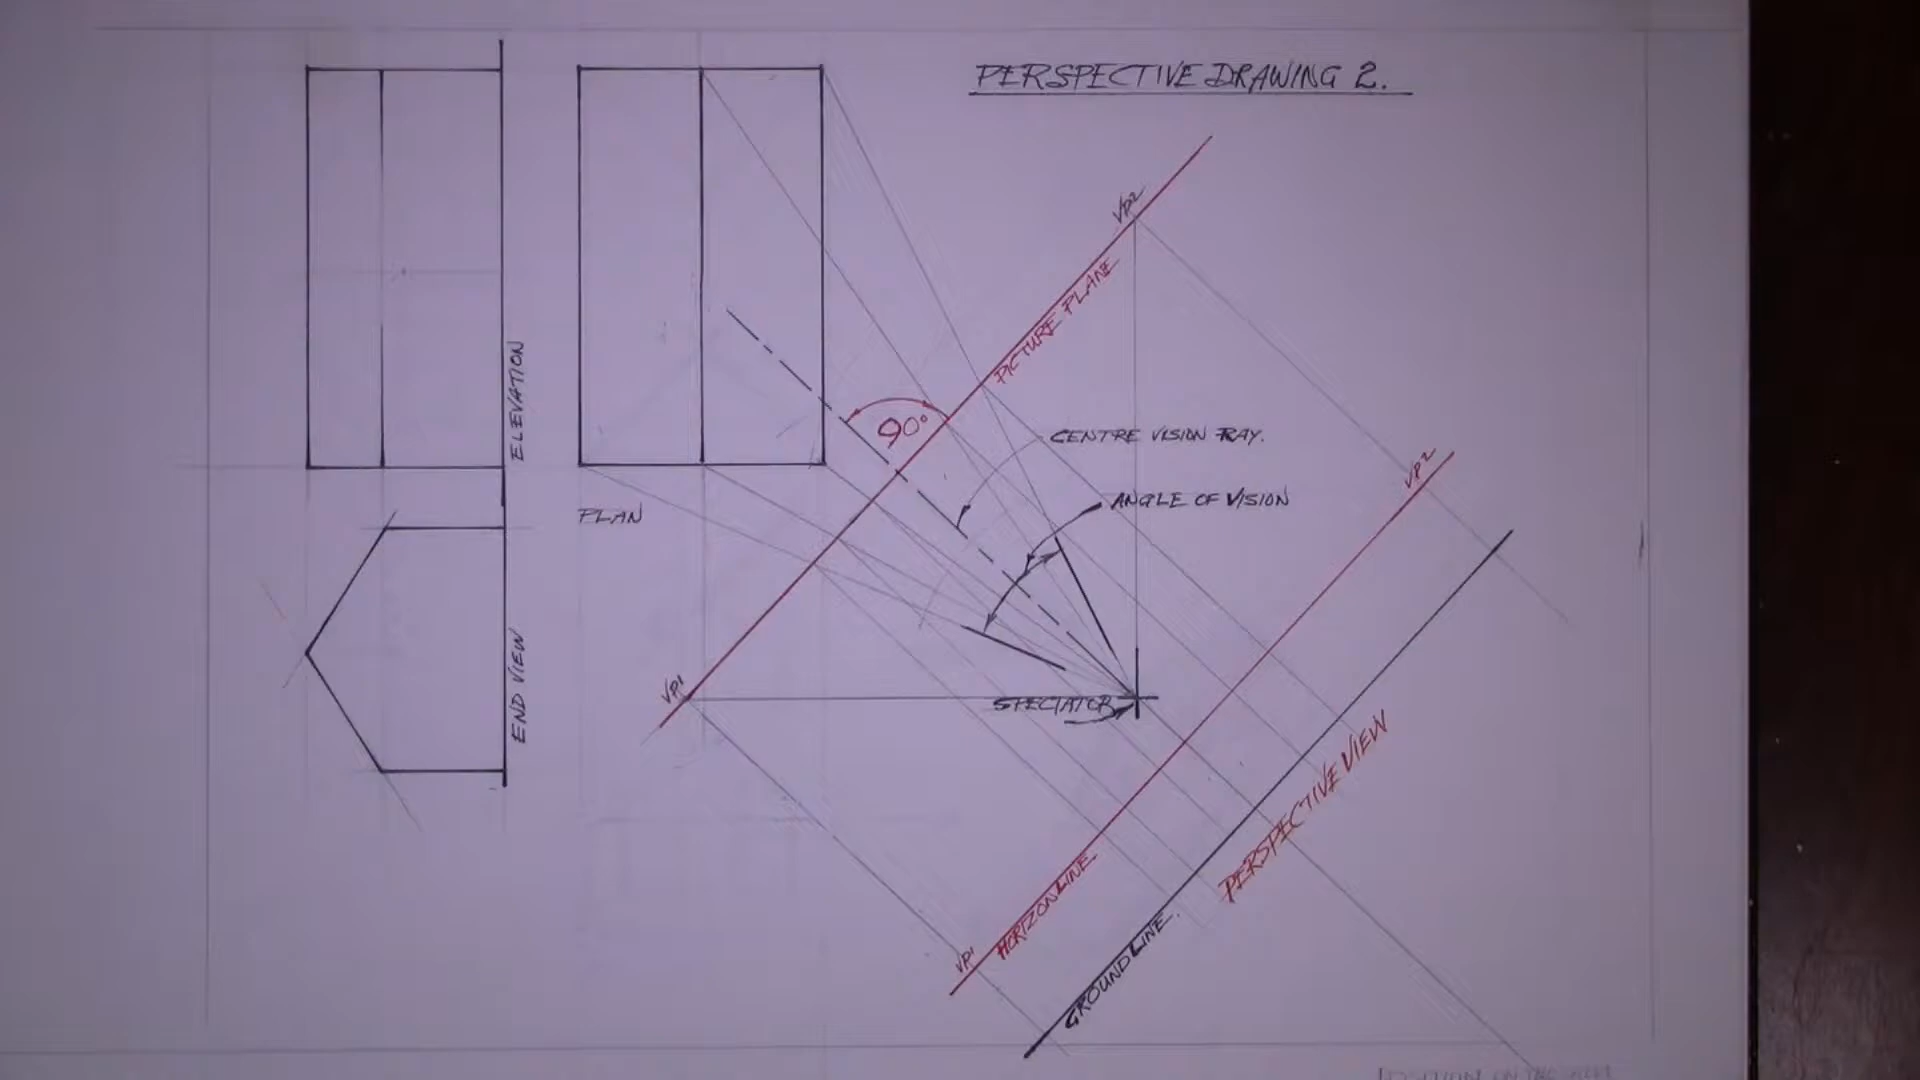 PERSPECTIVE DRAWING 2.
VP2
PICTURE PLANE
90°
CENTRE VISION RAY.
ANGLE OF VISION
ELEVATION
PLAN
END VIEW
VP1
SPECTATOR
VP2
PERSPECTIVE VIEW
HORIZON LINE
VP1
GROUND LINE.